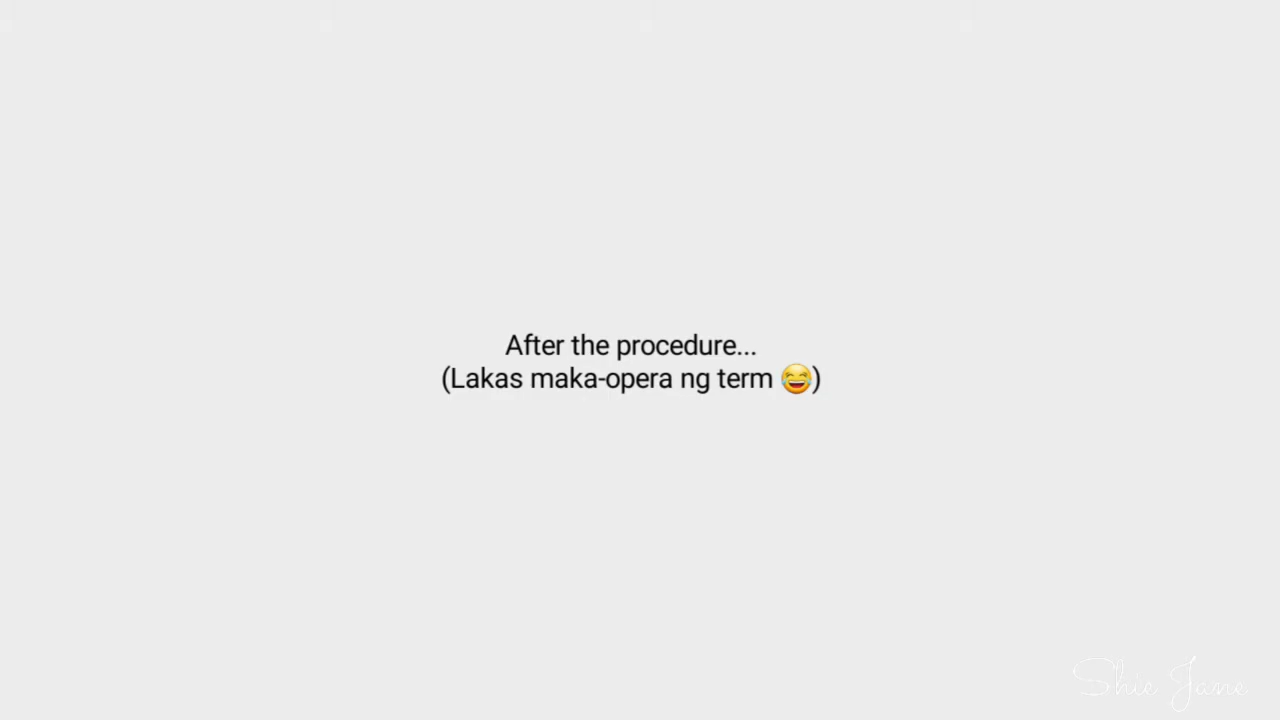 After the procedure...
(Lakas maka-opera ng term 😂)
Shie Jane